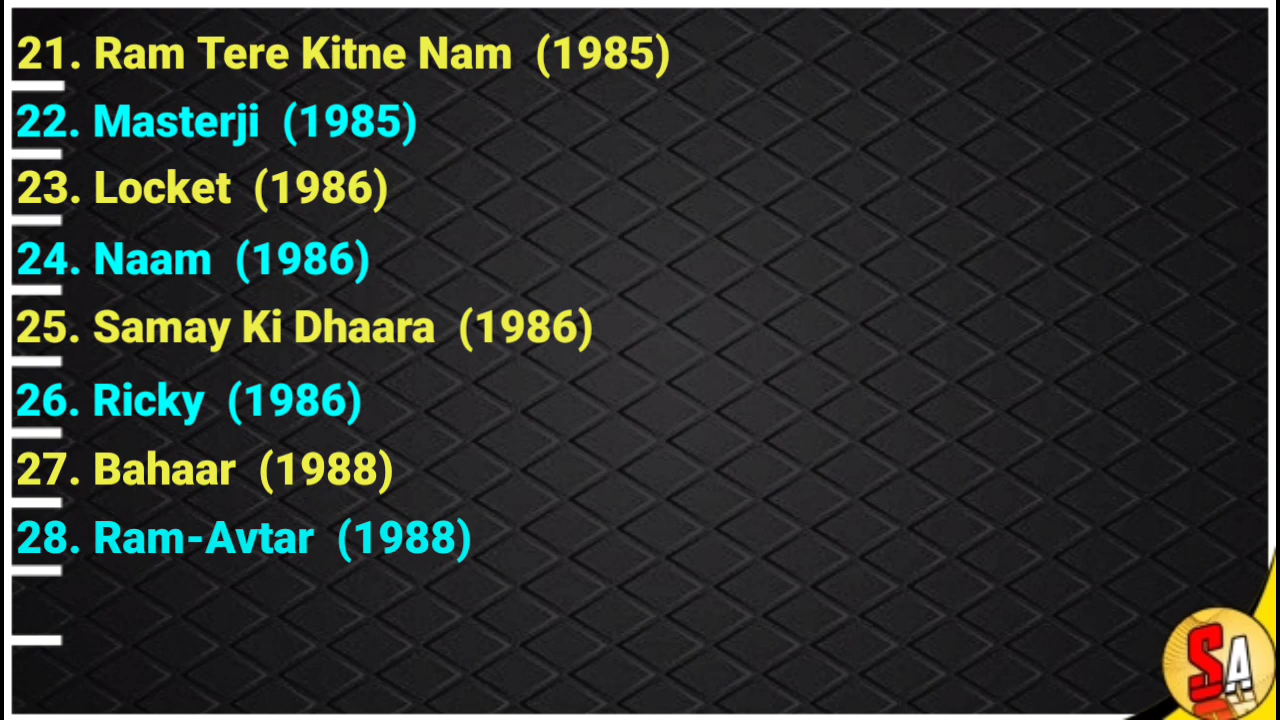 21. Ram Tere Kitne Nam (1985)
22. Masterji (1985)
23. Locket (1986)
24. Naam (1986)
25. Samay Ki Dhaara (1986)
26. Ricky (1986)
27. Bahaar (1988)
28. Ram-Avtar (1988)
SA